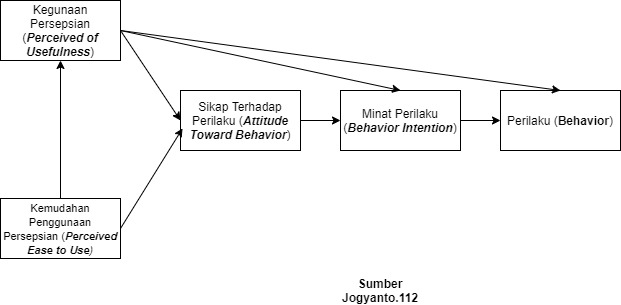 Kegunaan
Persepsian
(Perceived of
Usefulness)
Sikap Terhadap
Perilaku (Attitude
Toward Behavior)
Minat Perilaku
(Behavior Intention)
Perilaku (Behavior)
Kemudahan
Penggunaan
Persepsian (Perceived
Ease to Use)
Sumber
Jogyanto.112